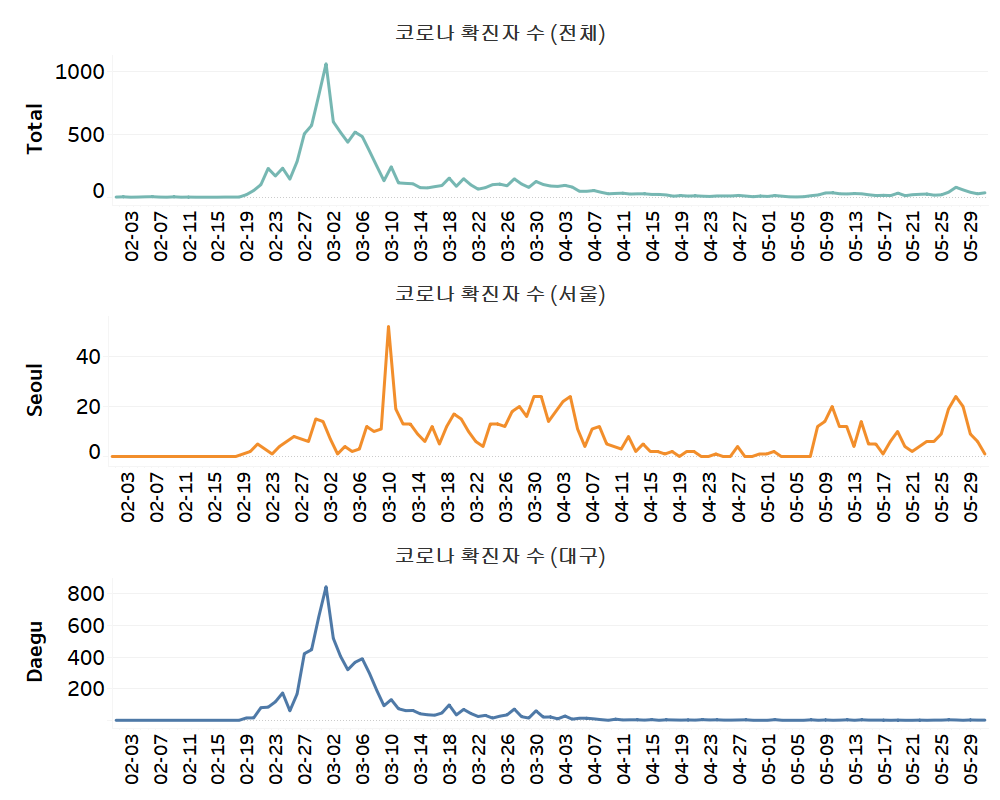 코로나 확진자 수 (전체)
Total
1000
500
0
02-03 02-07 02-11 02-15 02-19 02-23 02-27 03-02 03-06 03-10 03-14 03-18 03-22 03-26 03-30 04-03 04-07 04-11 04-15 04-19 04-23 04-27 05-01 05-05 05-09 05-13 05-17 05-21 05-25 05-29
코로나 확진자 수 (서울)
Seoul
40
20
0
02-03 02-07 02-11 02-15 02-19 02-23 02-27 03-02 03-06 03-10 03-14 03-18 03-22 03-26 03-30 04-03 04-07 04-11 04-15 04-19 04-23 04-27 05-01 05-05 05-09 05-13 05-17 05-21 05-25 05-29
코로나 확진자 수 (대구)
Daegu
800
600
400
200
02-03 02-07 02-11 02-15 02-19 02-23 02-27 03-02 03-06 03-10 03-14 03-18 03-22 03-26 03-30 04-03 04-07 04-11 04-15 04-19 04-23 04-27 05-01 05-05 05-09 05-13 05-17 05-21 05-25 05-29